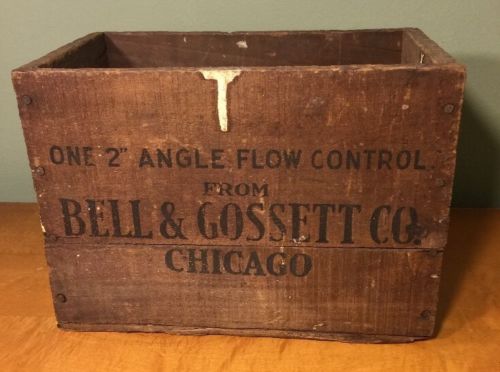 T
ONE 2" ANGLE FLOW CONTROL
FROM
BELL & GOSSETT CO.
CHICAGO